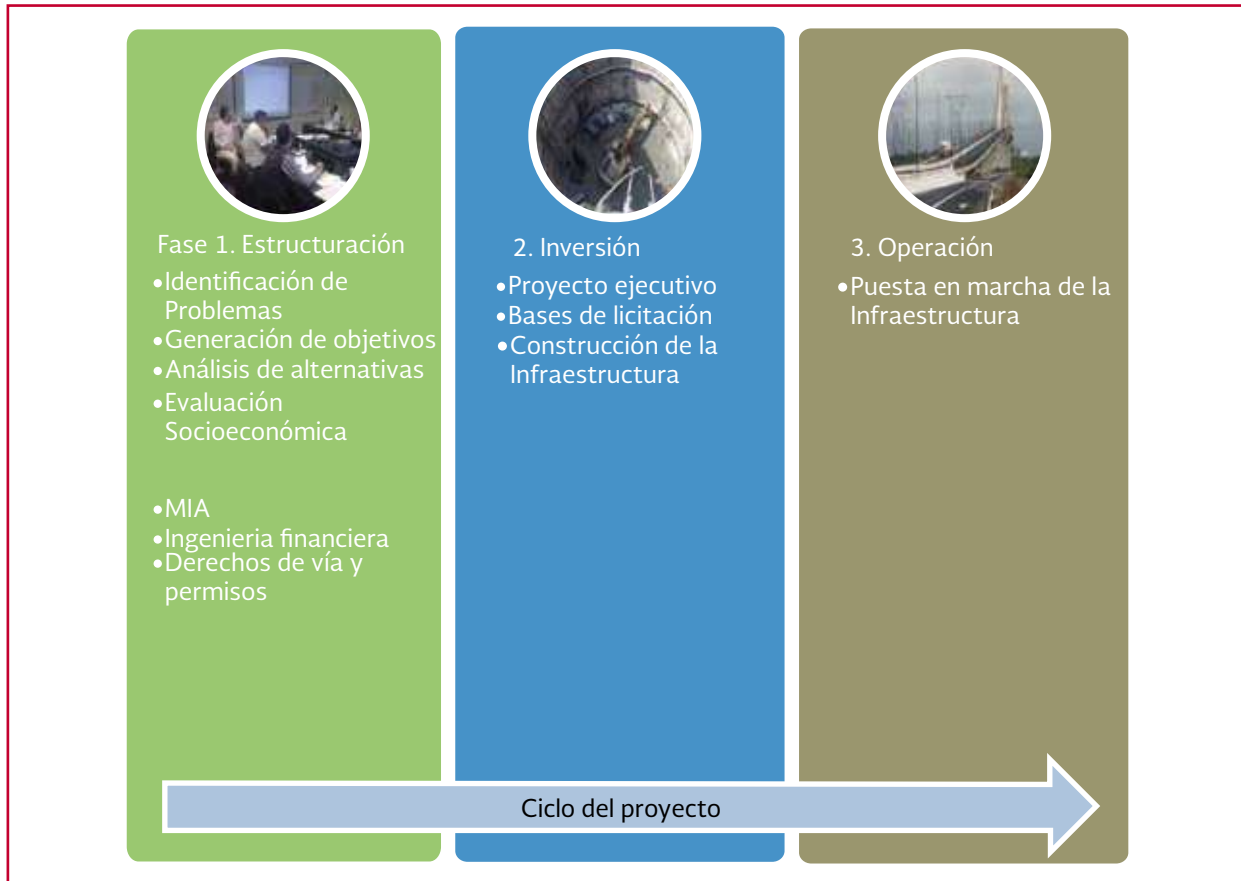 Fase 1. Estructuración
•Identificación de
Problemas
•Generación de objetivos
•Análisis de alternativas
•Evaluación
Socioeconómica
•MIA
•Ingenieria financiera
•Derechos de vía y
permisos
2. Inversión
•Proyecto ejecutivo
•Bases de licitación
•Construcción de la
Infraestructura
3. Operación
•Puesta en marcha de la
Infraestructura
Ciclo del proyecto